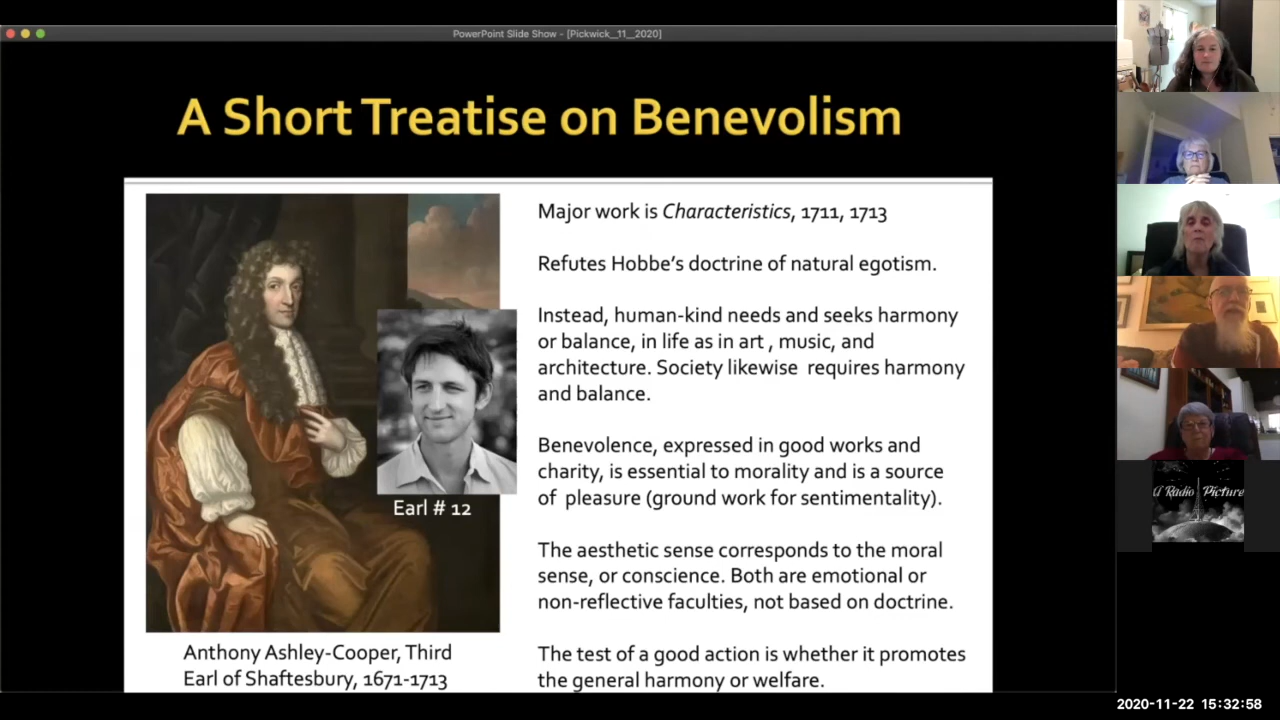 PowerPoint Slide Show - [Pickwick_11_2020]
A Short Treatise on Benevolism
Major work is Characteristics, 1711, 1713
Refutes Hobbe's doctrine of natural egotism.
Instead, human-kind needs and seeks harmony
or balance, in life as in art , music, and
architecture. Society likewise requires harmony
and balance.
Benevolence, expressed in good works and
charity, is essential to morality and is a source
of pleasure (ground work for sentimentality).
The aesthetic sense corresponds to the moral
sense, or conscience. Both are emotional or
non-reflective faculties, not based on doctrine.
The test of a good action is whether it promotes
the general harmony or welfare.
Earl # 12
Anthony Ashley-Cooper, Third
Earl of Shaftesbury, 1671-1713
A Radio Picture
2020-11-22 15:32:58